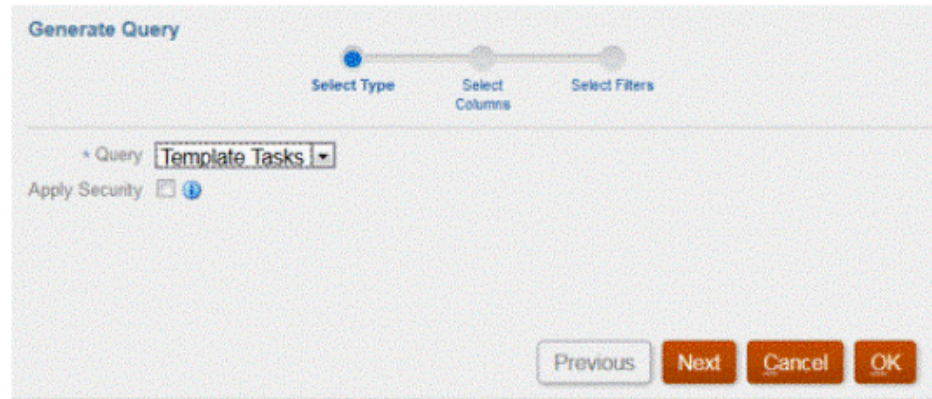 Generate Query
Select Type
Select
Columns
Select Filters
* Query Template Tasks
Apply Security
Previous Next Cancel OK